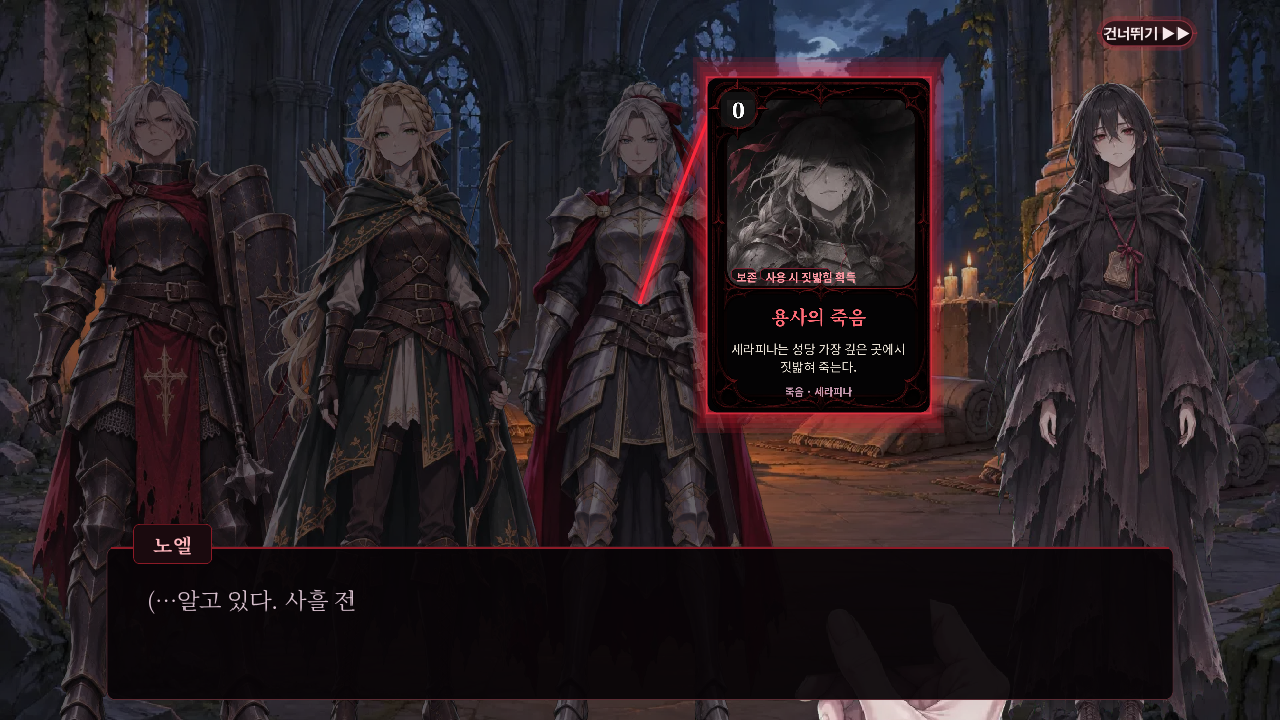 건너뛰기 ▶▶
0
보존 사용 시 짓밟힘 획득
용사의 죽음
세라피나는 성당 가장 깊은 곳에서
짓밟혀 죽는다.
죽음 · 세라피나
노엘
(…알고 있다. 사흘 전